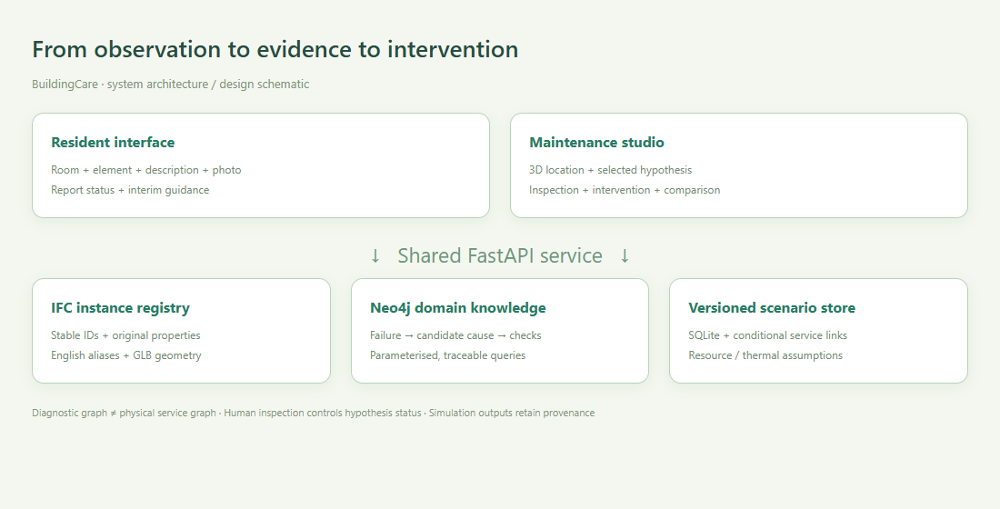 From observation to evidence to intervention
BuildingCare · system architecture / design schematic
Resident interface
Room + element + description + photo
Report status + interim guidance
Maintenance studio
3D location + selected hypothesis
Inspection + intervention + comparison
↓ Shared FastAPI service ↓
IFC instance registry
Stable IDs + original properties
English aliases + GLB geometry
Neo4j domain knowledge
Failure → candidate cause → checks
Parameterised, traceable queries
Versioned scenario store
SQLite + conditional service links
Resource / thermal assumptions
Diagnostic graph ≠ physical service graph · Human inspection controls hypothesis status · Simulation outputs retain provenance